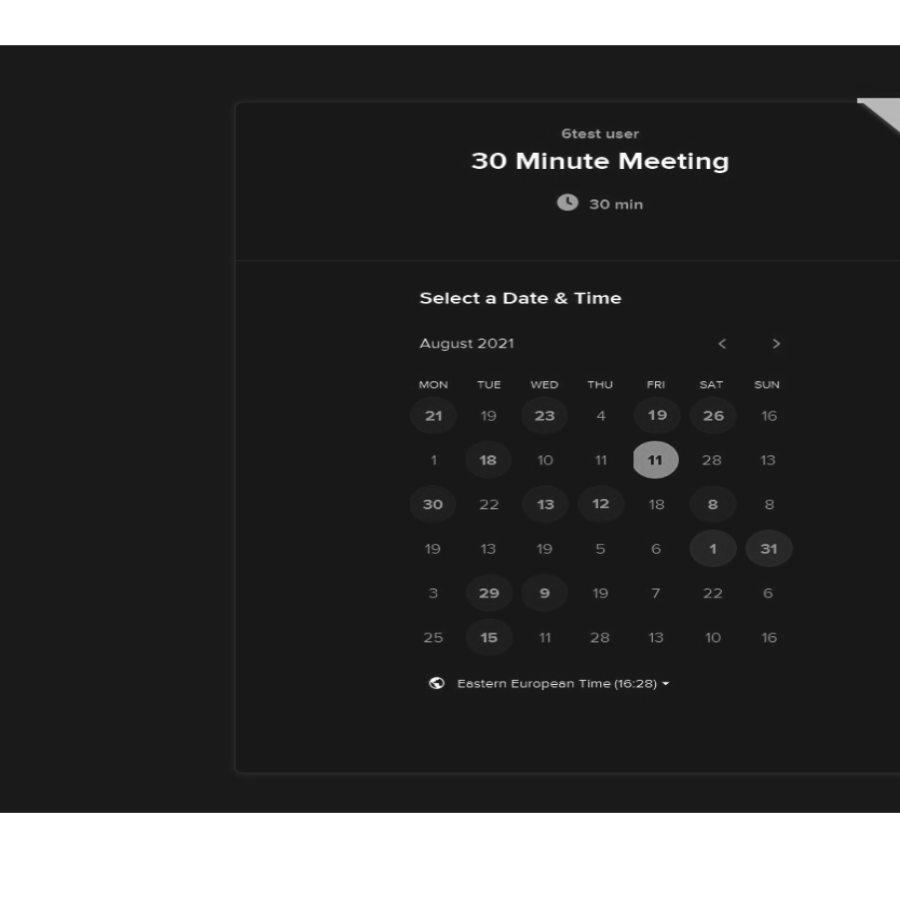 6test user
30 Minute Meeting
30 min
Select a Date & Time
August 2021
MON TUE WED THU FRI SAT SUN
21 19 23 4 19 26 16
1 18 10 11 11 28 13
30 22 13 12 18 8 8
19 13 19 5 6 1 31
3 29 9 19 7 22 6
25 15 11 28 13 10 16
Eastern European Time (16:28)